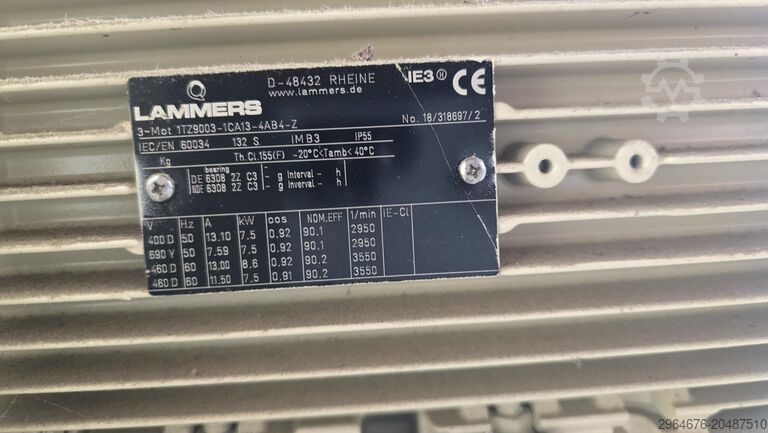 D-48432 RHEINE
IE3
CE
www.lammers.de
LAMMERS
3-Mot 1TZ9003-1CA13-4AB4-Z No. 18/318697/2
IEC/EN 60034 132 S IMB3 IP55
Kg Th.Cl.155(F) -20°C<Tamb<40°C
bearing
DE 6308 2Z C3 - g Interval - h
NDE 6308 2Z C3 - g Inverval - h
V Hz A kW cos NOM.EFF 1/min IE-Cl
400 D 50 13.10 7.5 0.92 90.1 2950
690 Y 50 7.59 7.5 0.92 90.1 2950
460 D 60 13.00 8.6 0.92 90.2 3550
460 D 60 11.50 7.5 0.91 90.2 3550
Machineseeker
2964676-20487510